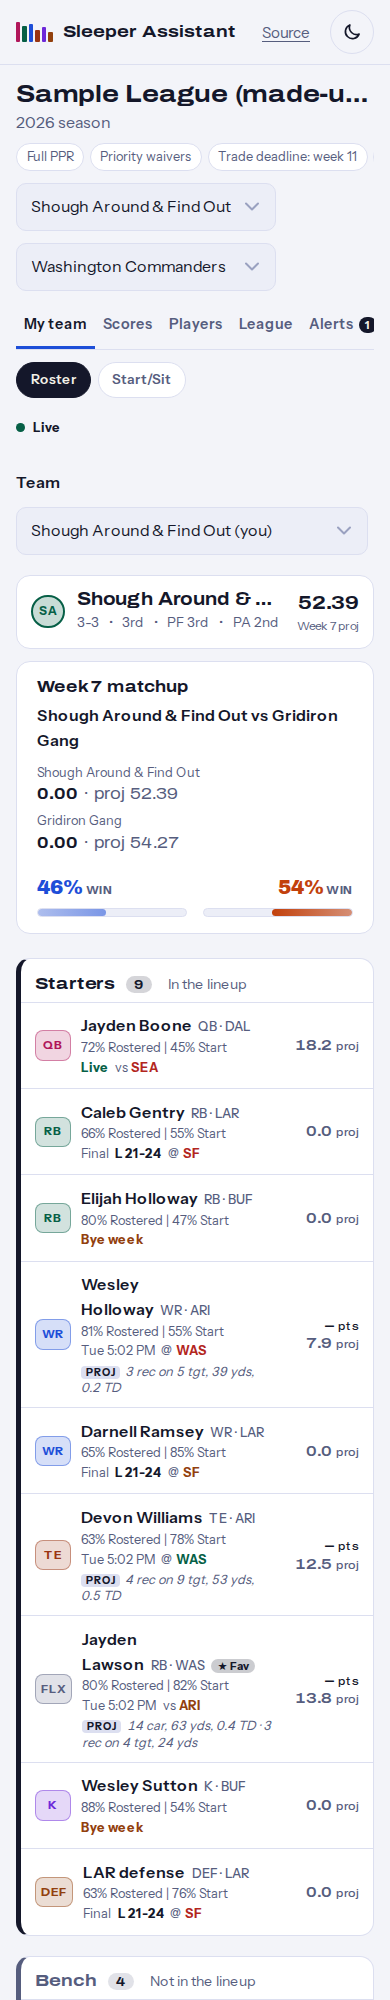 Sleeper Assistant Source
Sample League (made-u...
2026 season
Full PPR Priority waivers Trade deadline: week 11
Shough Around & Find Out
Washington Commanders
My team Scores Players League Alerts 1
Roster Start/Sit
Live
Team
Shough Around & Find Out (you)
SA Shough Around & ... 52.39
3-3 · 3rd · PF 3rd · PA 2nd Week 7 proj
Week 7 matchup
Shough Around & Find Out vs Gridiron
Gang
Shough Around & Find Out
0.00 · proj 52.39
Gridiron Gang
0.00 · proj 54.27
46% WIN 54% WIN
Starters 9 In the lineup
QB Jayden Boone QB·DAL
72% Rostered | 45% Start 18.2 proj
Live vs SEA
RB Caleb Gentry RB·LAR
66% Rostered | 55% Start 0.0 proj
Final L 21-24 @ SF
RB Elijah Holloway RB·BUF
80% Rostered | 47% Start 0.0 proj
Bye week
WR Wesley
Holloway WR·ARI
81% Rostered | 55% Start – pts
Tue 5:02 PM @ WAS 7.9 proj
PROJ 3 rec on 5 tgt, 39 yds,
0.2 TD
WR Darnell Ramsey WR·LAR
65% Rostered | 85% Start 0.0 proj
Final L 21-24 @ SF
TE Devon Williams TE·ARI
63% Rostered | 78% Start – pts
Tue 5:02 PM @ WAS 12.5 proj
PROJ 4 rec on 9 tgt, 53 yds,
0.5 TD
FLX Jayden
Lawson RB·WAS ★ Fav
80% Rostered | 82% Start – pts
Tue 5:02 PM vs ARI 13.8 proj
PROJ 14 car, 63 yds, 0.4 TD · 3
rec on 4 tgt, 24 yds
K Wesley Sutton K·BUF
88% Rostered | 54% Start 0.0 proj
Bye week
DEF LAR defense DEF·LAR
63% Rostered | 76% Start 0.0 proj
Final L 21-24 @ SF
Bench 4 Not in the lineup